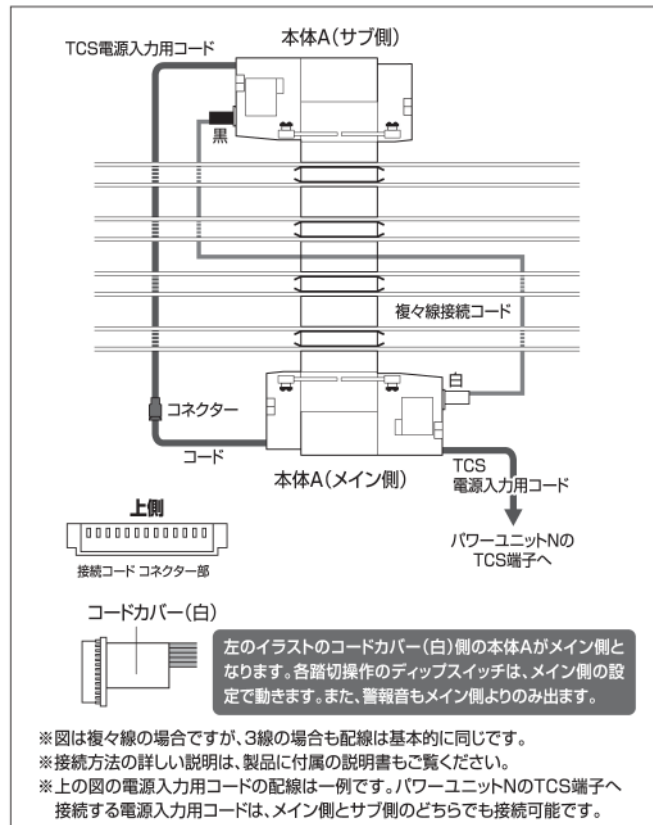 TCS電源入力用コード
本体A(サブ側)
黒
複々線接続コード
白
コネクター
コード
本体A(メイン側)
TCS
電源入力用コード
パワーユニットNの
TCS端子へ
上側
接続コード コネクター部
コードカバー(白)
左のイラストのコードカバー(白)側の本体Aがメイン側と
なります。各踏切操作のディップスイッチは、メイン側の設
定で動きます。また、警報音もメイン側よりのみ出ます。
※図は複々線の場合ですが、3線の場合も配線は基本的に同じです。
※接続方法の詳しい説明は、製品に付属の説明書もご覧ください。
※上の図の電源入力用コードの配線は一例です。パワーユニットNのTCS端子へ
接続する電源入力用コードは、メイン側とサブ側のどちらでも接続可能です。